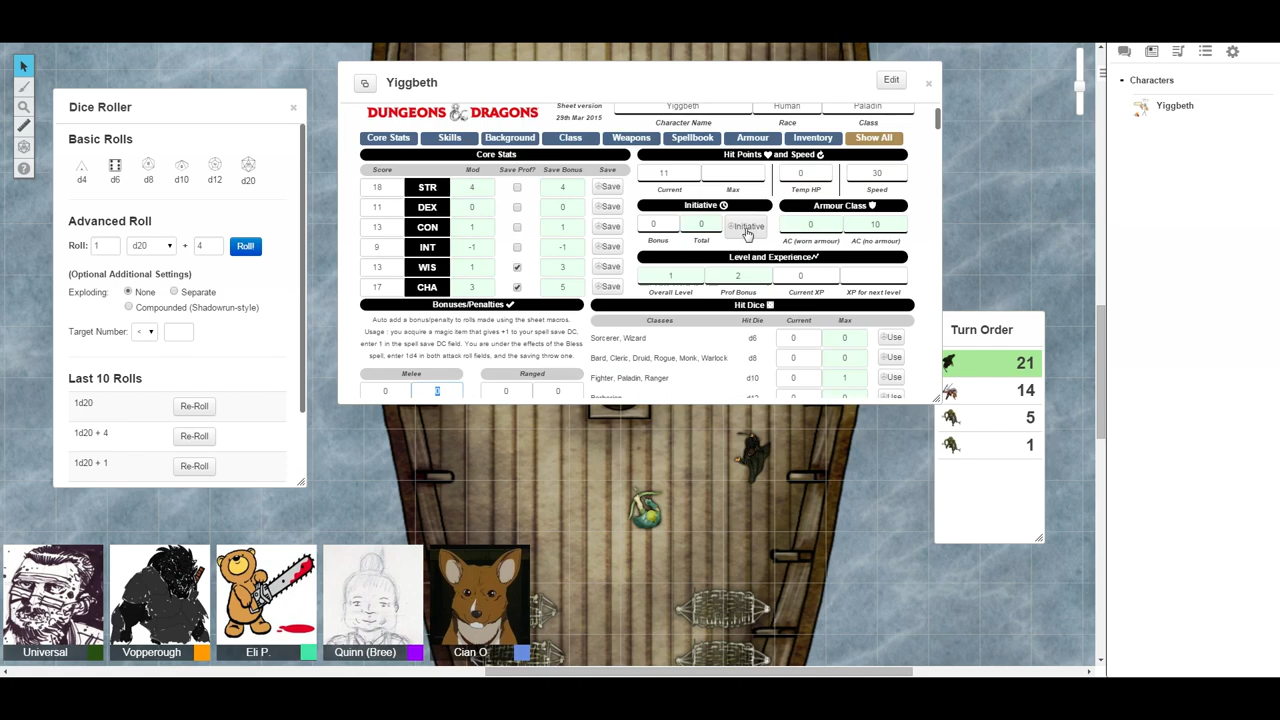 Dice Roller
×
Basic Rolls
d4
d6
d8
d10
d12
d20
Advanced Roll
Roll:
1
d20
+
4
Roll!
(Optional Additional Settings)
Exploding:
None
Separate
Compounded (Shadowrun-style)
Target Number:
<
Last 10 Rolls
1d20
Re-Roll
1d20 + 4
Re-Roll
1d20 + 1
Re-Roll
Yiggbeth
Edit
×
DUNGEONS & DRAGONS
Sheet version
29th Mar 2015
Yiggbeth
Human
Paladin
Character Name
Race
Class
Core Stats
Skills
Background
Class
Weapons
Spellbook
Armour
Inventory
Show All
Core Stats
Score
Mod
Save Prof?
Save Bonus
Save
18 STR 4 4 Save
11 DEX 0 0 Save
13 CON 1 1 Save
9 INT -1 -1 Save
13 WIS 1 3 Save
17 CHA 3 5 Save
Hit Points and Speed
11
0
30
Current
Max
Temp HP
Speed
Initiative
Armour Class
0
0
Initiative
0
10
Bonus
Total
AC (worn armour)
AC (no armour)
Level and Experience
1
2
0
Overall Level
Prof Bonus
Current XP
XP for next level
Bonuses/Penalties
Auto add a bonus/penalty to rolls made using the sheet macros.
Usage : you acquire a magic item that gives +1 to your spell save DC,
enter 1 in the spell save DC field. You are under the effects of the Bless
spell, enter 1d4 in both attack roll fields, and the saving throw one.
Melee
Ranged
0
0
0
0
Hit Dice
Classes
Hit Die
Current
Max
Sorcerer, Wizard d6 0 0 Use
Bard, Cleric, Druid, Rogue, Monk, Warlock d8 0 0 Use
Fighter, Paladin, Ranger d10 0 1 Use
Barbarian d12 0 0 Use
Turn Order
21
14
5
1
Characters
Yiggbeth
Universal
Vopperough
Eli P.
Quinn (Bree)
Cian O.